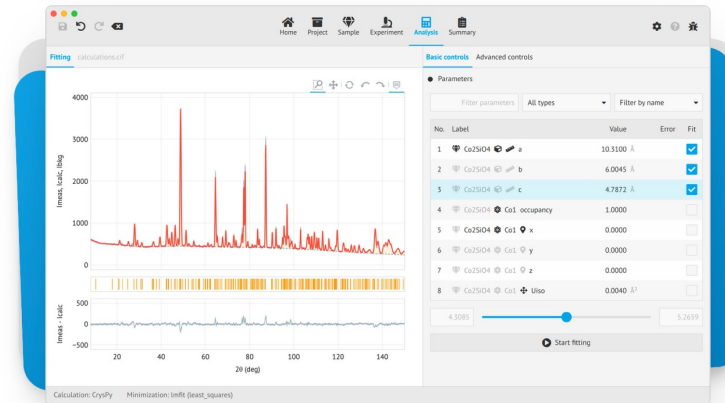 Home Project Sample Experiment Analysis Summary
Fitting calculations.cif
Basic controls Advanced controls
Parameters
Filter parameters All types Filter by name
No. Label Value Error Fit
1 Co2SiO4 a 10.3100 Å
2 Co2SiO4 b 6.0045 Å
3 Co2SiO4 c 4.7872 Å
4 Co2SiO4 Co1 occupancy 1.0000
5 Co2SiO4 Co1 x 0.0000
6 Co2SiO4 Co1 y 0.0000
7 Co2SiO4 Co1 z 0.0000
8 Co2SiO4 Co1 Uiso 0.0040 Å²
4.3085 5.2659
Start fitting
Imeas, Icalc, Ibkg
4000
3000
2000
1000
0
Imeas - Icalc
500
0
−500
20 40 60 80 100 120 140
2θ (deg)
Calculation: CrysPy Minimization: lmfit (least_squares)